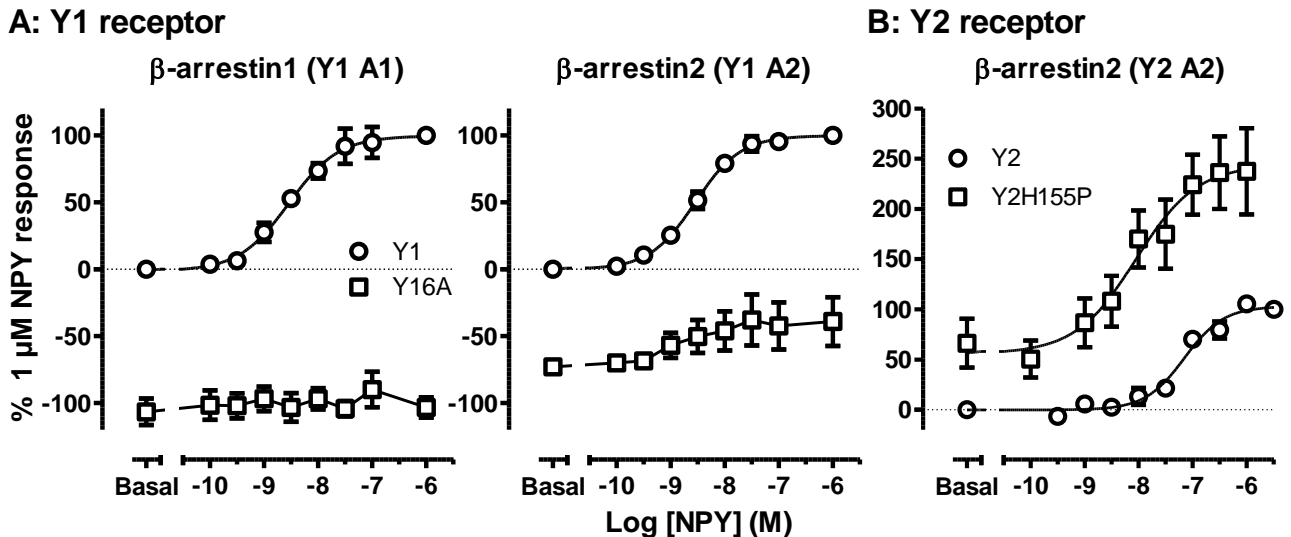 A: Y1 receptor
B: Y2 receptor
β-arrestin1 (Y1 A1)
β-arrestin2 (Y1 A2)
β-arrestin2 (Y2 A2)
% 1 µM NPY response
100
50
0
-50
-100
Y1
Y16A
Basal -10 -9 -8 -7 -6
100
50
0
-50
-100
Basal -10 -9 -8 -7 -6
300
250
200
150
100
50
0
Y2
Y2H155P
Basal -10 -9 -8 -7 -6
Log [NPY] (M)